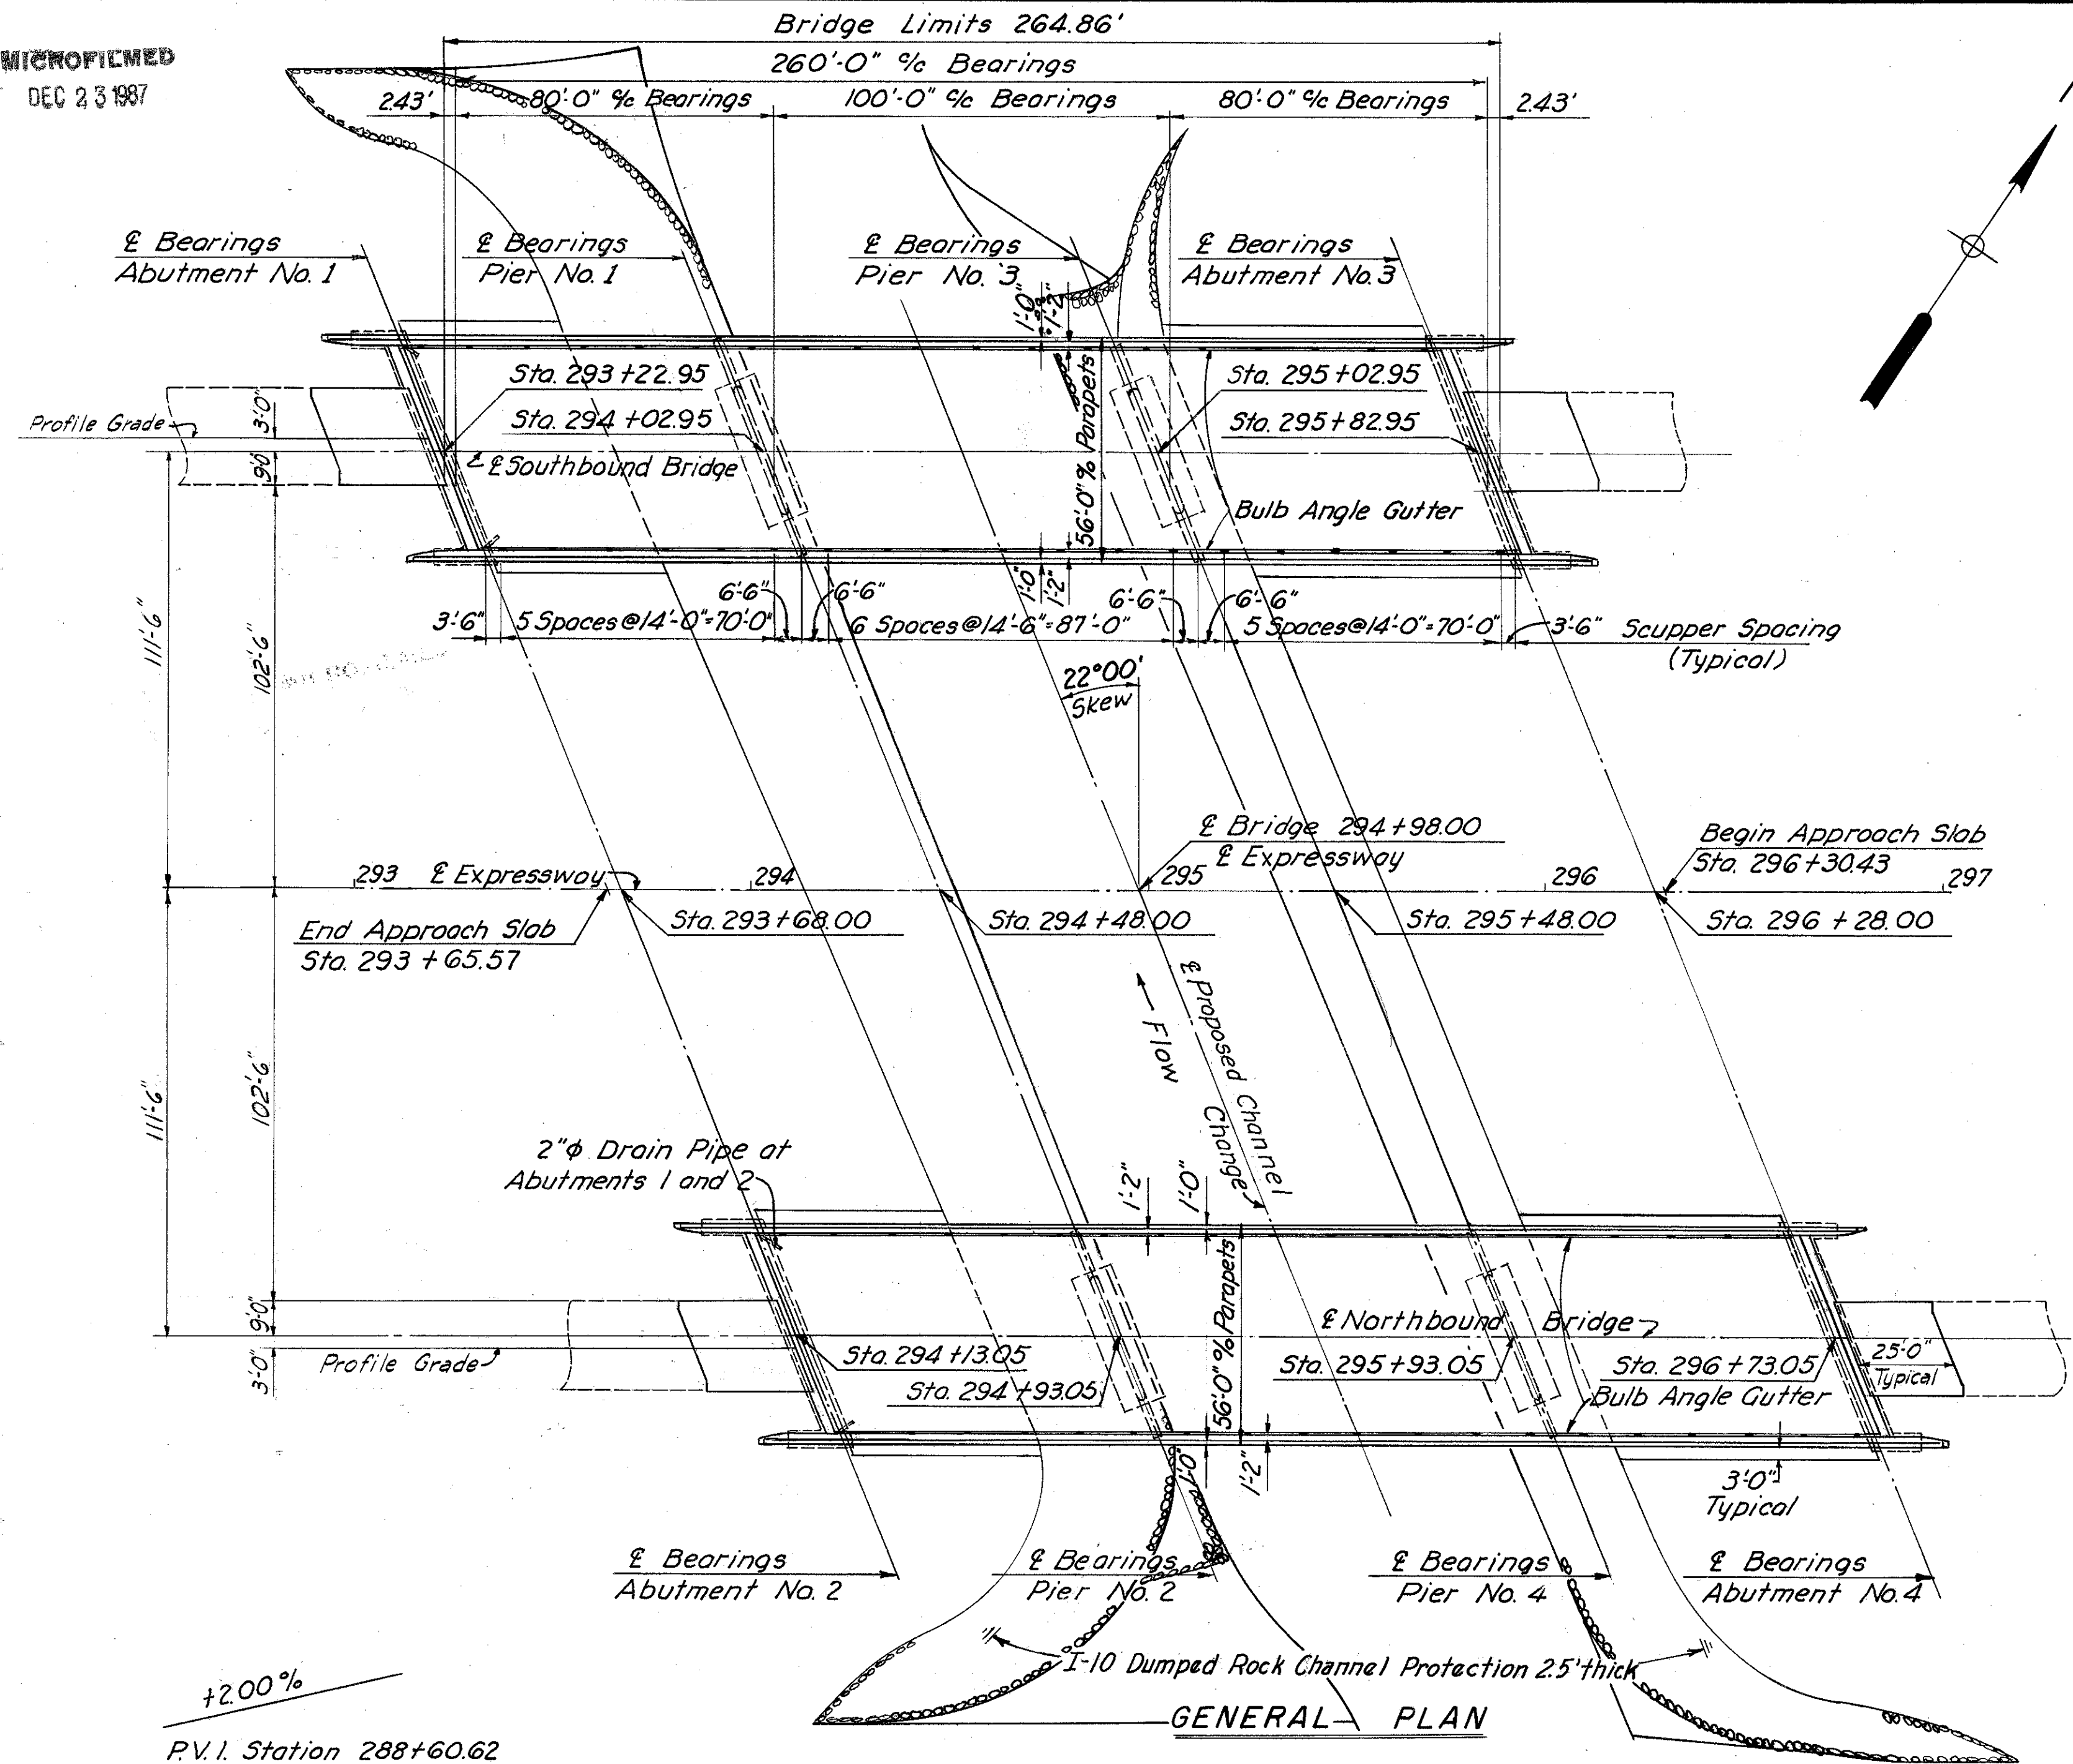 MICROFILMED
DEC 23 1987
Bridge Limits 264.86'
260'-0" c/c Bearings
2.43'
80'-0" c/c Bearings
100'-0" c/c Bearings
80'-0" c/c Bearings
2.43'
℄ Bearings
Abutment No. 1
℄ Bearings
Pier No. 1
℄ Bearings
Pier No. 3
℄ Bearings
Abutment No. 3
1'-0"
1'-2"
Sta. 293+22.95
Sta. 294+02.95
Sta. 295+02.95
Sta. 295+82.95
Profile Grade
3'-0"
9'-0"
℄ Southbound Bridge
56'-0" o/o Parapets
Bulb Angle Gutter
1'-0"
1'-2"
6'-6"
6'-6"
6'-6"
6'-6"
3'-6"
5 Spaces@14'-0"=70'-0"
6 Spaces@14'-6"=87'-0"
5 Spaces@14'-0"=70'-0"
3'-6"
Scupper Spacing
(Typical)
111'-6"
102'-6"
22°00'
Skew
℄ Bridge 294+98.00
℄ Expressway
Begin Approach Slab
Sta. 296+30.43
293
℄ Expressway
294
295
296
297
End Approach Slab
Sta. 293+65.57
Sta. 293+68.00
Sta. 294+48.00
Sta. 295+48.00
Sta. 296+28.00
Flow
℄ Proposed Channel
Change
111'-6"
102'-6"
2"ϕ Drain Pipe at
Abutments 1 and 2
1'-2"
1'-0"
56'-0" o/o Parapets
9'-0"
3'-0"
Profile Grade
℄ Northbound Bridge
Sta. 294+13.05
Sta. 294+93.05
Sta. 295+93.05
Sta. 296+73.05
Bulb Angle Gutter
25'-0"
Typical
1'-0"
1'-2"
3'-0"
Typical
℄ Bearings
Abutment No. 2
℄ Bearings
Pier No. 2
℄ Bearings
Pier No. 4
℄ Bearings
Abutment No. 4
I-10 Dumped Rock Channel Protection 2.5' thick
GENERAL PLAN
+2.00%
P.V.I. Station 288+60.62